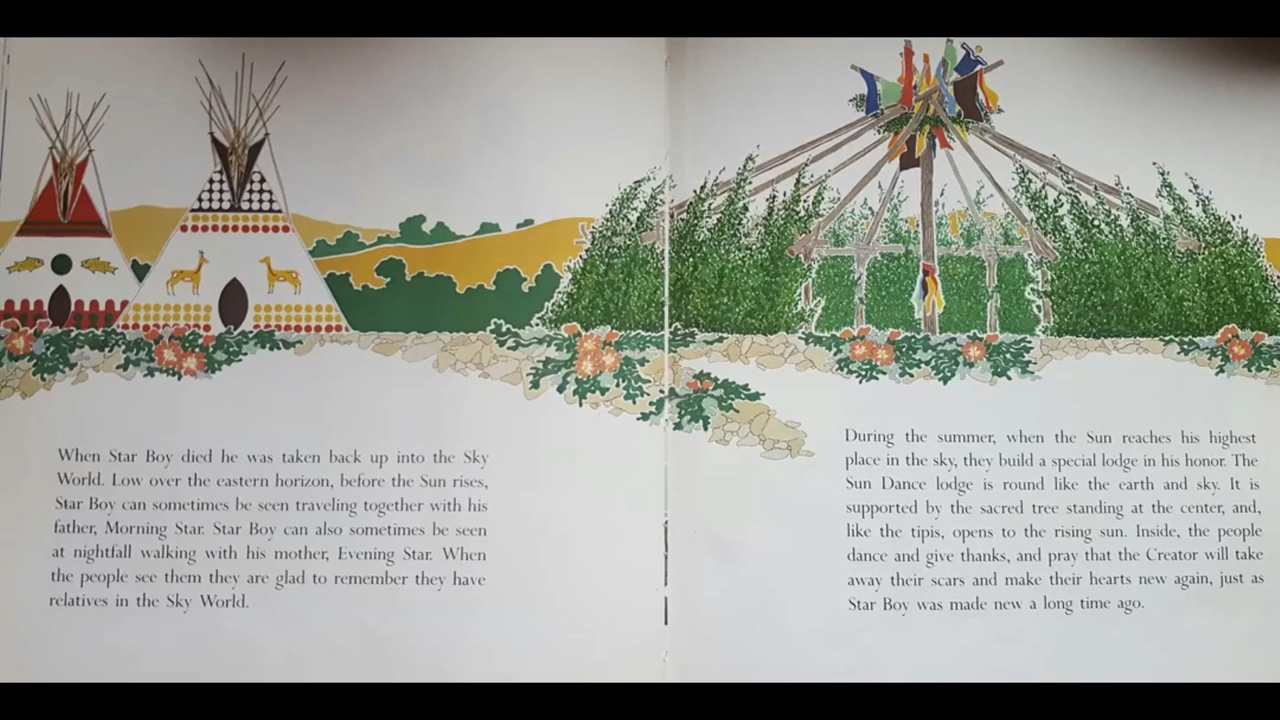 When Star Boy died he was taken back up into the Sky
World. Low over the eastern horizon, before the Sun rises,
Star Boy can sometimes be seen traveling together with his
father, Morning Star. Star Boy can also sometimes be seen
at nightfall walking with his mother, Evening Star. When
the people see them they are glad to remember they have
relatives in the Sky World.
During the summer, when the Sun reaches his highest
place in the sky, they build a special lodge in his honor. The
Sun Dance lodge is round like the earth and sky. It is
supported by the sacred tree standing at the center, and,
like the tipis, opens to the rising sun. Inside, the people
dance and give thanks, and pray that the Creator will take
away their scars and make their hearts new again, just as
Star Boy was made new a long time ago.